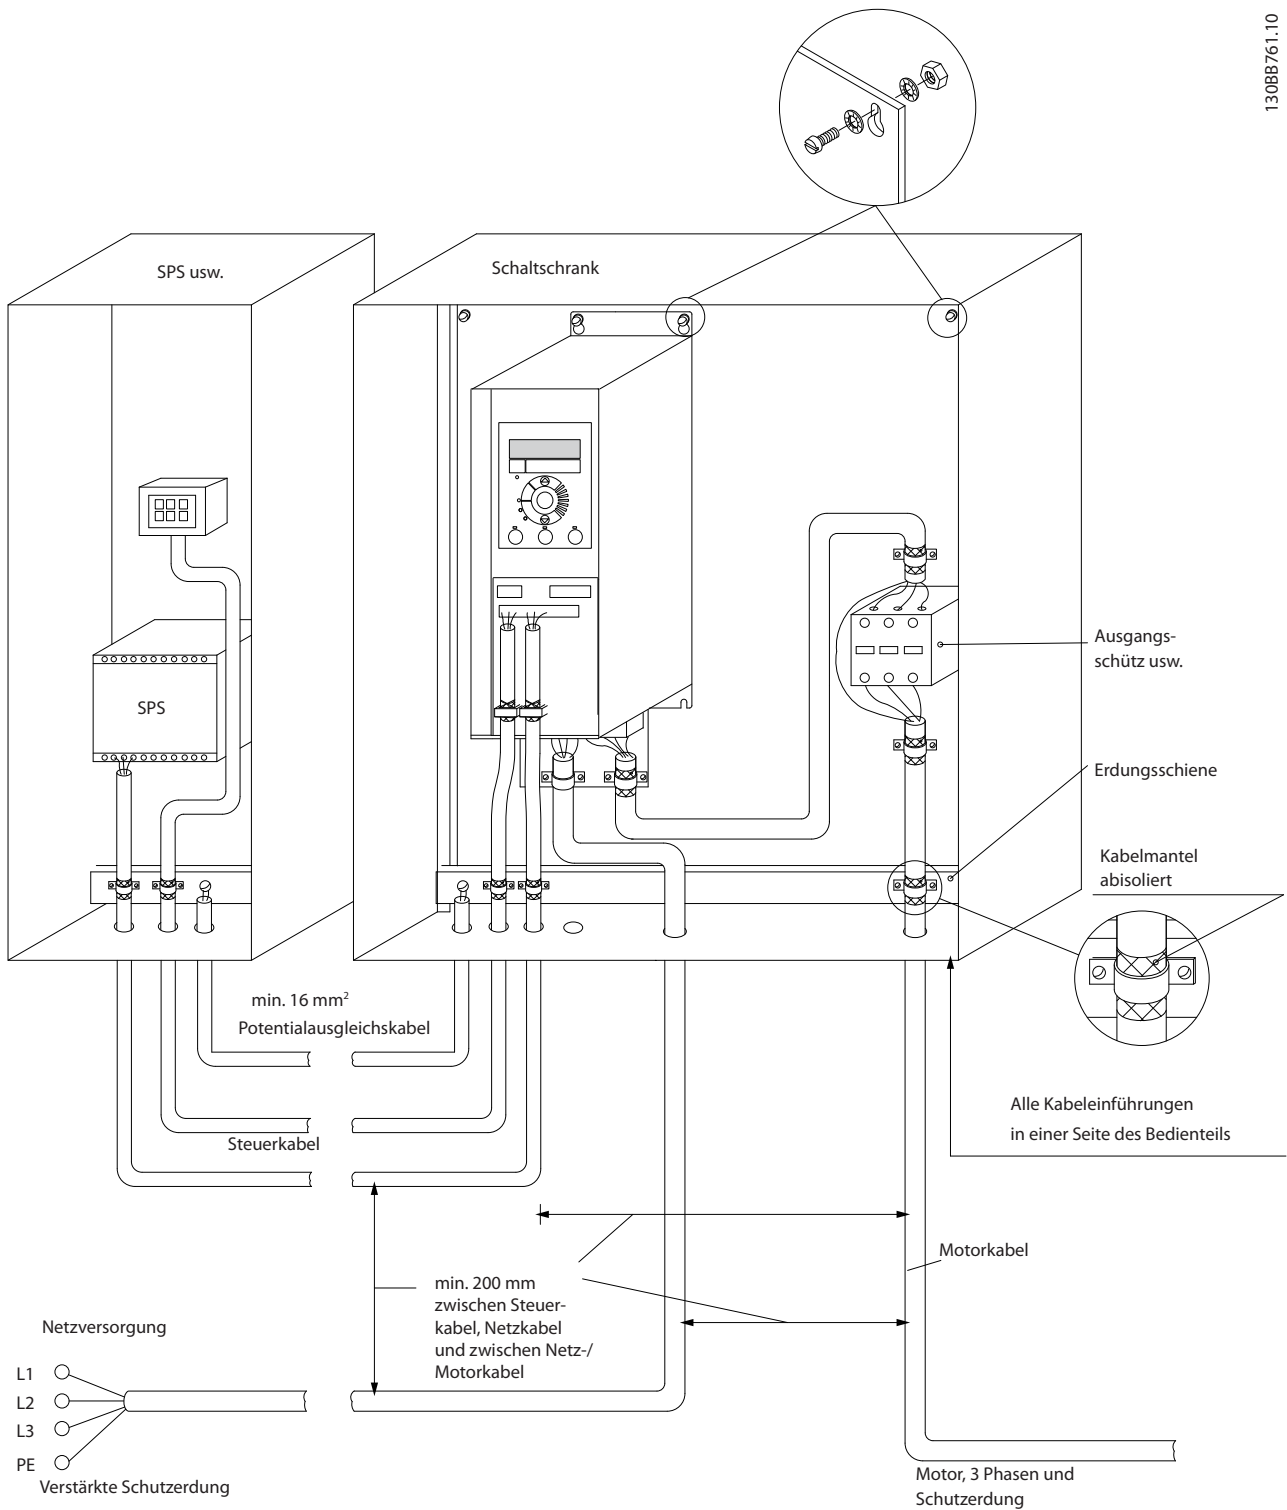 130BB761.10
SPS usw.
Schaltschrank
Ausgangs-
schütz usw.
SPS
Erdungsschiene
Kabelmantel
abisoliert
min. 16 mm²
Potentialausgleichskabel
Alle Kabeleinführungen
in einer Seite des Bedienteils
Steuerkabel
Motorkabel
min. 200 mm
zwischen Steuer-
kabel, Netzkabel
und zwischen Netz-/
Motorkabel
Netzversorgung
L1
L2
L3
PE
Verstärkte Schutzerdung
Motor, 3 Phasen und
Schutzerdung